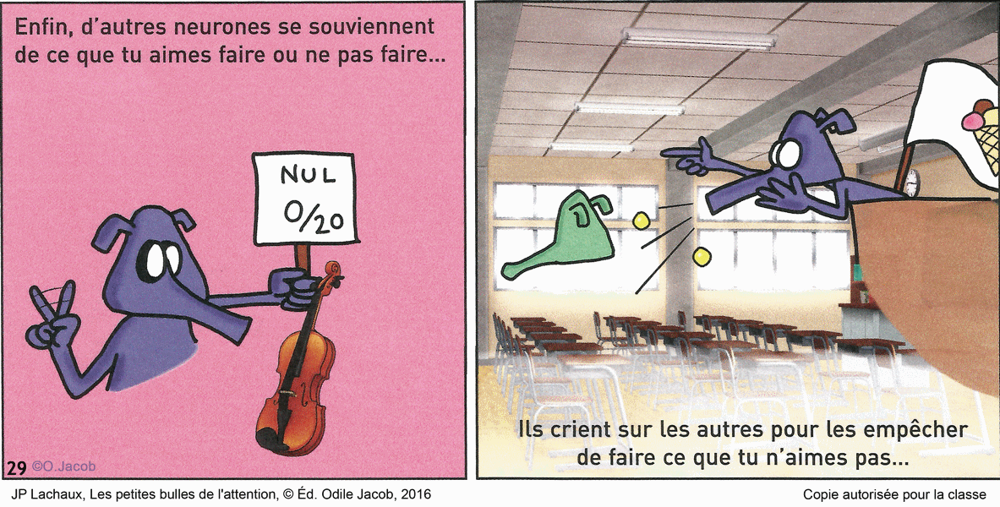 Enfin, d'autres neurones se souviennent
de ce que tu aimes faire ou ne pas faire...
NUL
0/20
29 ©O.Jacob
Ils crient sur les autres pour les empêcher
de faire ce que tu n'aimes pas...
JP Lachaux, Les petites bulles de l'attention, © Éd. Odile Jacob, 2016
Copie autorisée pour la classe